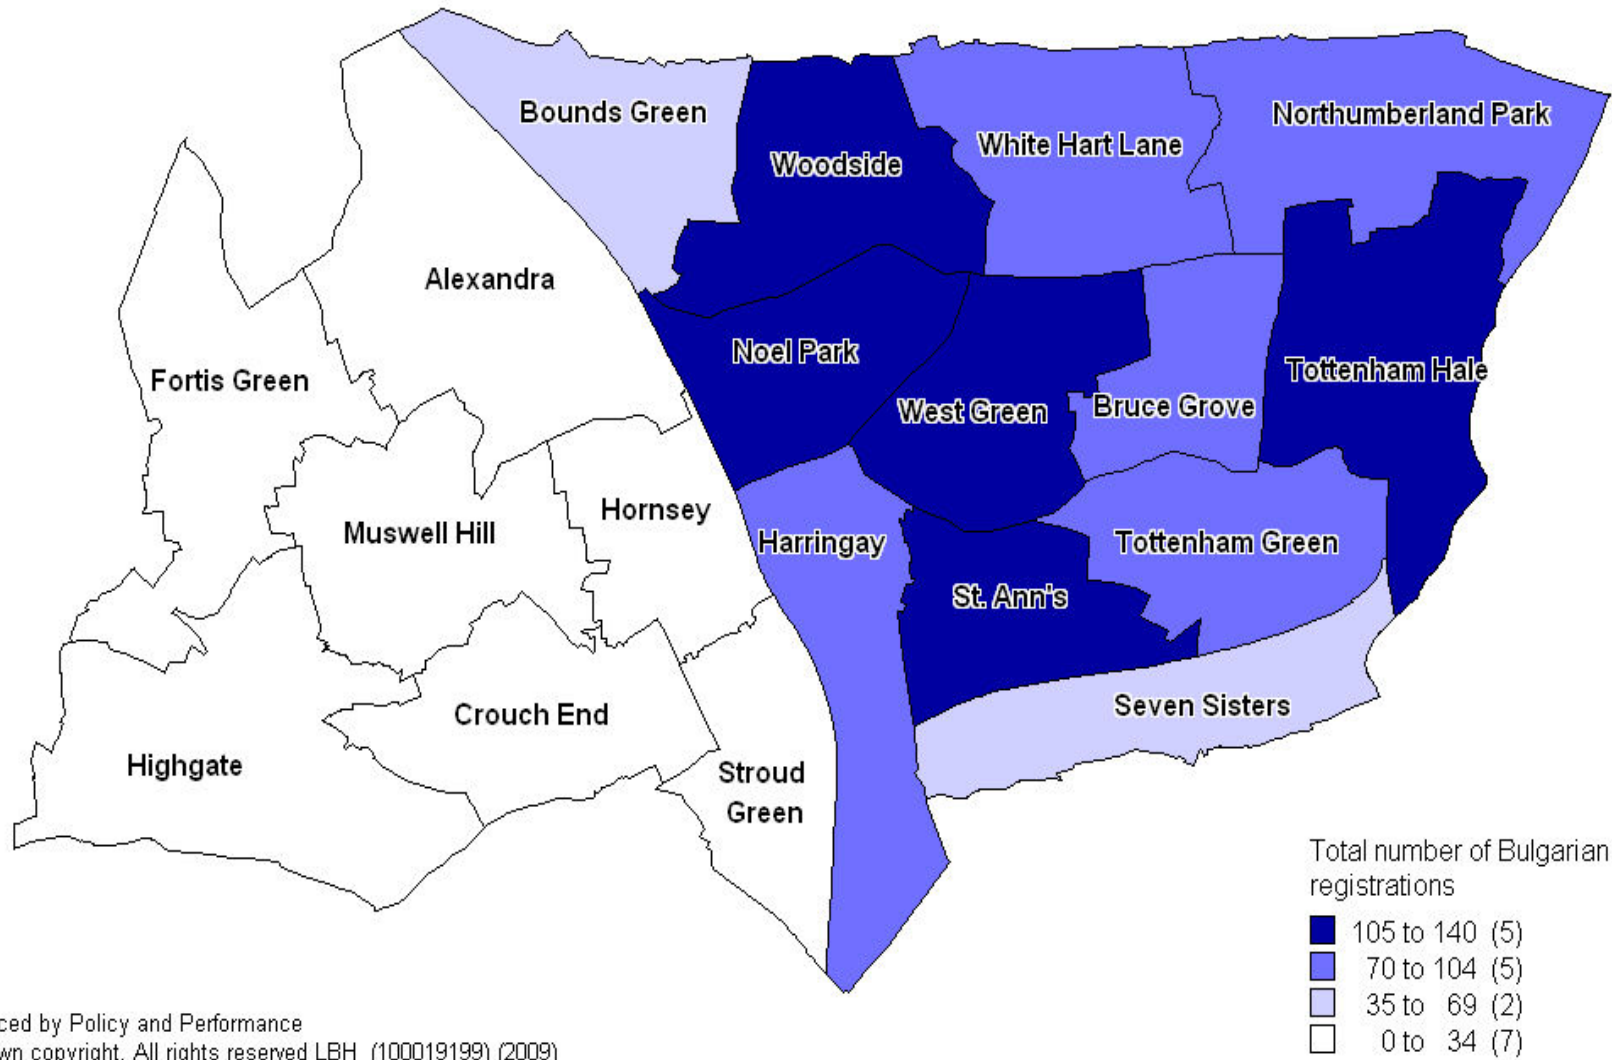 Bounds Green
Northumberland Park
White Hart Lane
Woodside
Alexandra
Noel Park
Tottenham Hale
Fortis Green
West Green
Bruce Grove
Hornsey
Muswell Hill
Harringay
Tottenham Green
St. Ann's
Seven Sisters
Crouch End
Highgate
Stroud
Green
Total number of Bulgarian
registrations
105 to 140 (5)
70 to 104 (5)
35 to 69 (2)
0 to 34 (7)
ced by Policy and Performance
wn copyright. All rights reserved LBH (100019199) (2009)